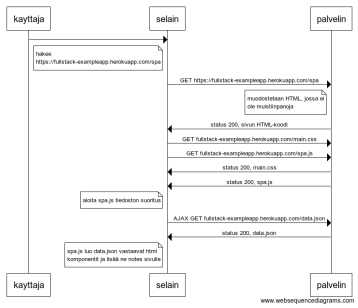 kayttaja
selain
palvelin
hakee
https://fullstack-exampleapp.herokuapp.com/spa
GET https://fullstack-exampleapp.herokuapp.com/spa
muodostetaan HTML, jossa ei
ole muistiinpanoja
status 200, sivun HTML-koodi
GET fullstack-exampleapp.herokuapp.com/main.css
GET fullstack-exampleapp.herokuapp.com/spa.js
status 200, main.css
status 200, spa.js
aloita spa.js tiedoston suoritus
AJAX GET fullstack-exampleapp.herokuapp.com/data.json
status 200, data.json
spa.js luo data.json vastaavat html
komponentit ja lisää ne notes sivulle
kayttaja
selain
palvelin
www.websequencediagrams.com